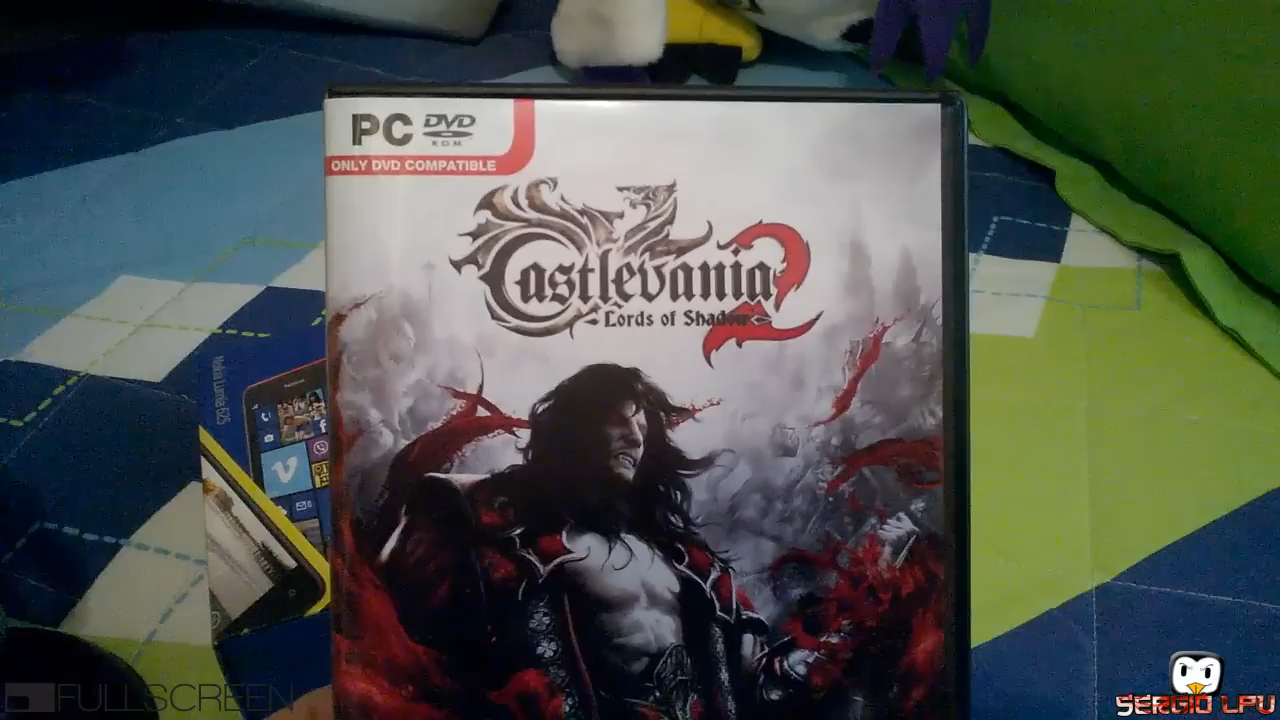 PC DVD
ROM
ONLY DVD COMPATIBLE
Castlevania 2
Lords of Shadow
Nokia Lumia 625
FULLSCREEN
SERGIO LPU